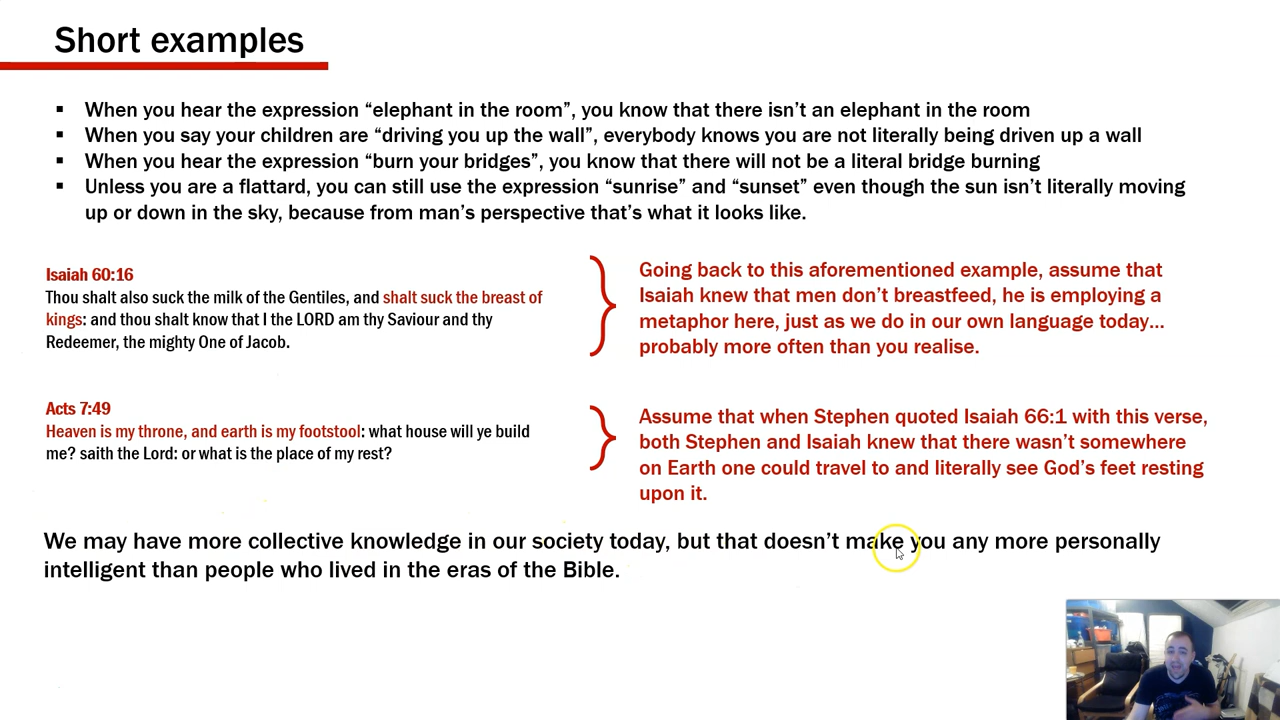 Short examples
▪ When you hear the expression “elephant in the room”, you know that there isn’t an elephant in the room
▪ When you say your children are “driving you up the wall”, everybody knows you are not literally being driven up a wall
▪ When you hear the expression “burn your bridges”, you know that there will not be a literal bridge burning
▪ Unless you are a flattard, you can still use the expression “sunrise” and “sunset” even though the sun isn’t literally moving
up or down in the sky, because from man’s perspective that’s what it looks like.
Isaiah 60:16
Thou shalt also suck the milk of the Gentiles, and shalt suck the breast of
kings: and thou shalt know that I the LORD am thy Saviour and thy
Redeemer, the mighty One of Jacob.
Going back to this aforementioned example, assume that
Isaiah knew that men don’t breastfeed, he is employing a
metaphor here, just as we do in our own language today...
probably more often than you realise.
Acts 7:49
Heaven is my throne, and earth is my footstool: what house will ye build
me? saith the Lord: or what is the place of my rest?
Assume that when Stephen quoted Isaiah 66:1 with this verse,
both Stephen and Isaiah knew that there wasn’t somewhere
on Earth one could travel to and literally see God’s feet resting
upon it.
We may have more collective knowledge in our society today, but that doesn’t make you any more personally
intelligent than people who lived in the eras of the Bible.